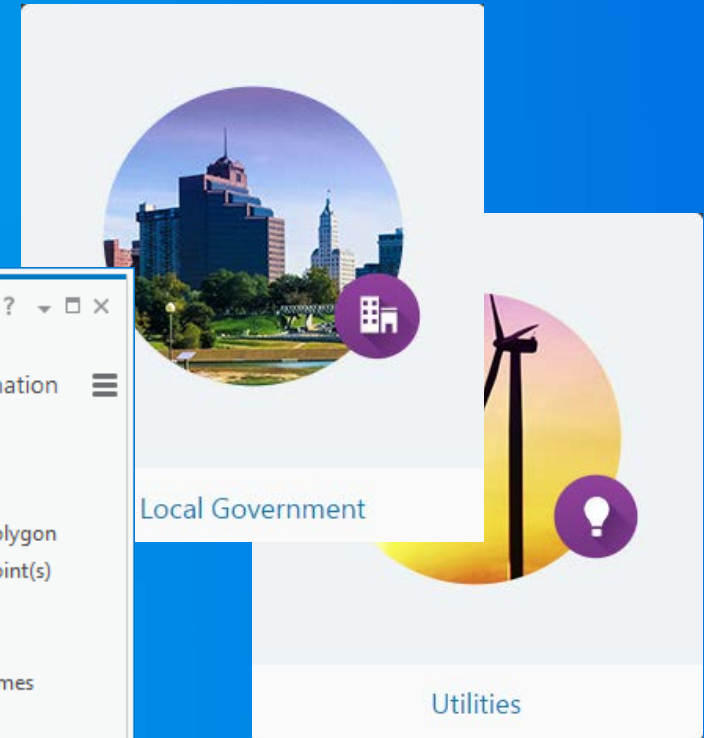 ?
nation
olygon
oint(s)
mes
Local Government
Utilities